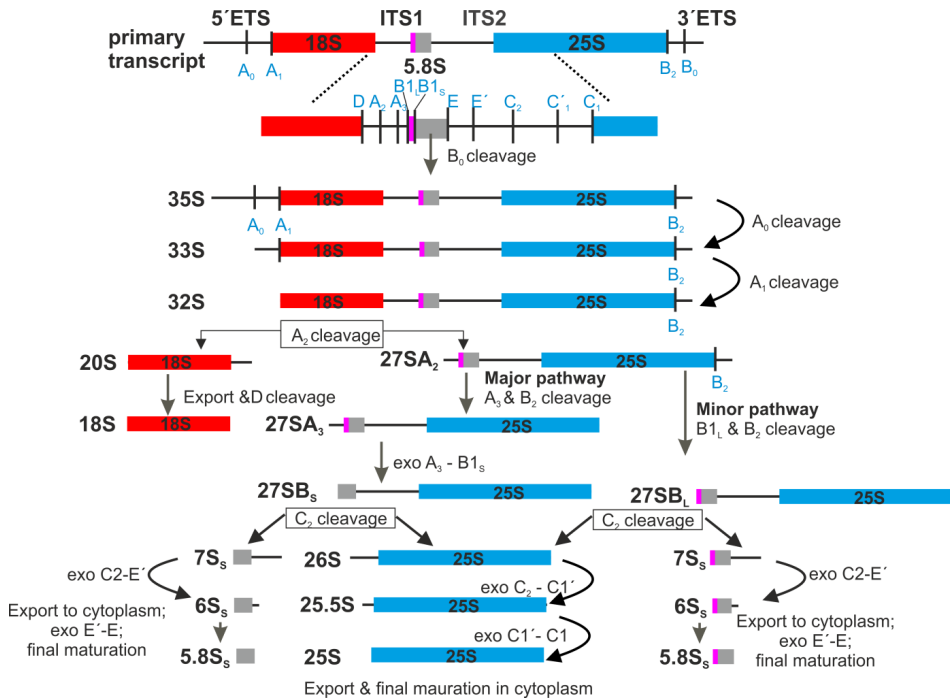 5´ETS ITS1 ITS2 3´ETS
primary transcript
18S 25S
5.8S
A0 A1 B2 B0
B1L B1S
D A2 A3 E E´ C2 C´1 C1
B0 cleavage
35S 18S 25S
A0 A1 B2
A0 cleavage
33S 18S 25S
B2
A1 cleavage
32S 18S 25S
B2
A2 cleavage
20S 18S 27SA2 25S
B2
Export &D cleavage
Major pathway
A3 & B2 cleavage
Minor pathway
B1L & B2 cleavage
18S 18S 27SA3 25S
exo A3 - B1S
27SBS 25S 27SBL 25S
C2 cleavage C2 cleavage
7SS 26S 25S 7SS
exo C2-E´ exo C2 - C1´ exo C2-E´
6SS 25.5S 25S 6SS
Export to cytoplasm;
exo E´-E;
final maturation
exo C1´- C1
Export to cytoplasm;
exo E´-E;
final maturation
5.8SS 25S 25S 5.8SS
Export & final mauration in cytoplasm